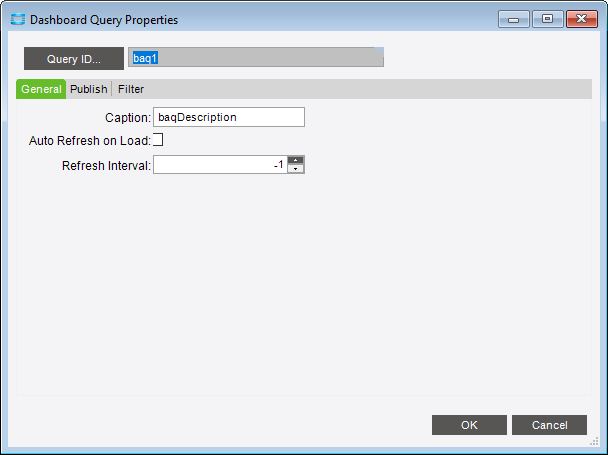 Dashboard Query Properties
Query ID... baq1
General Publish Filter
Caption: baqDescription
Auto Refresh on Load:
Refresh Interval: -1
OK Cancel